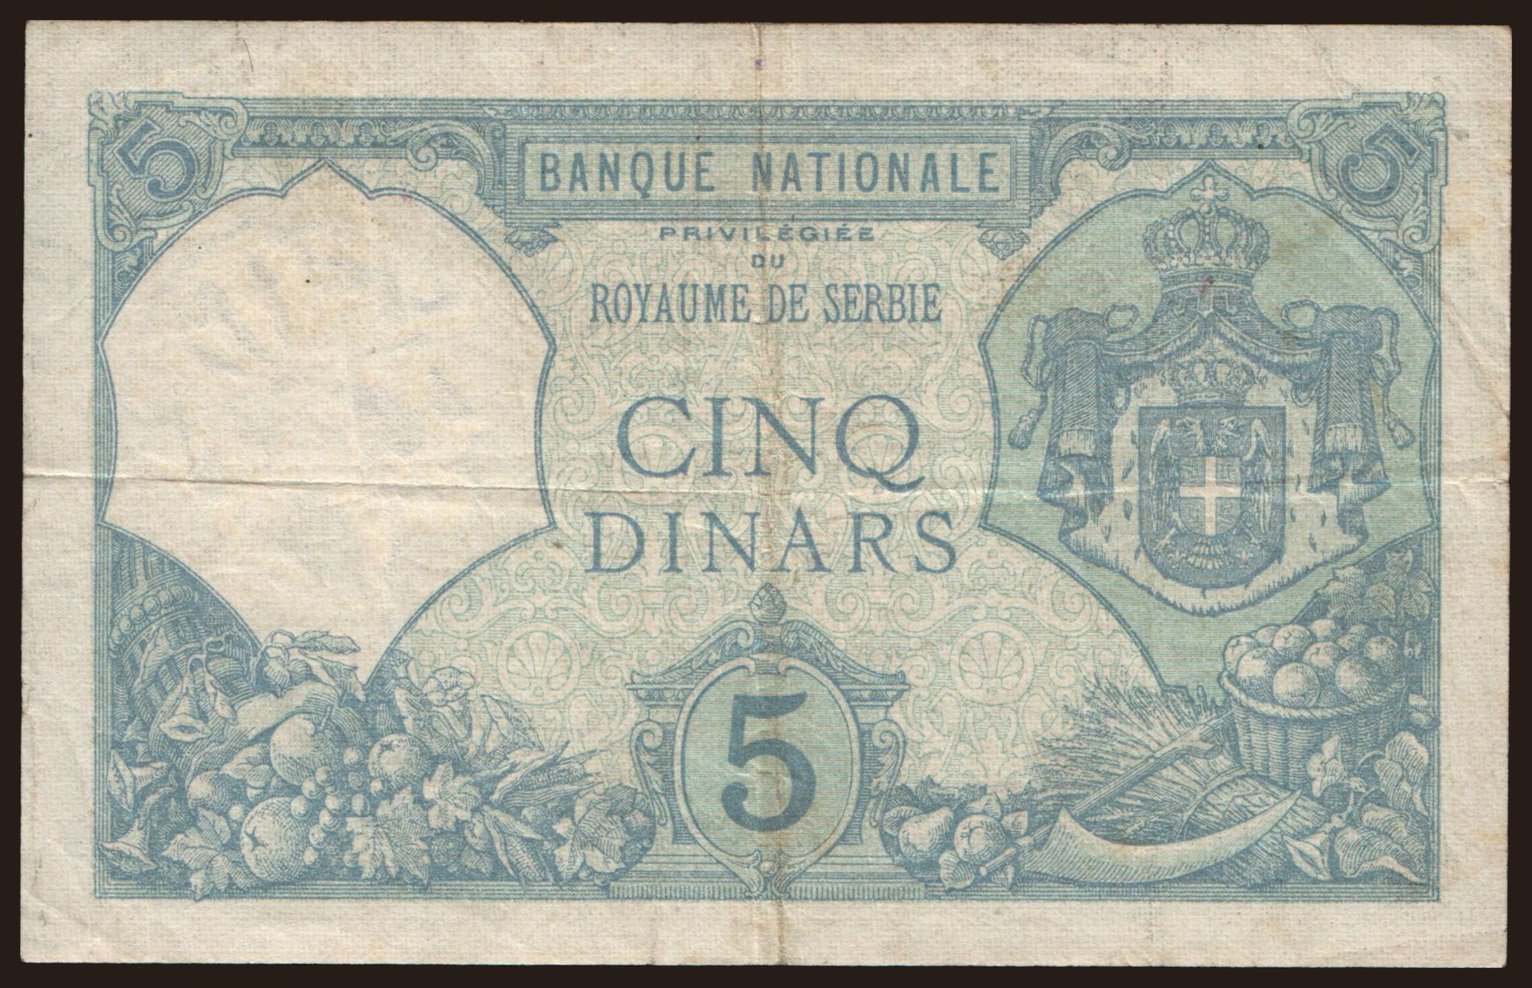 5
5
BANQUE NATIONALE
PRIVILÉGIÉE
DU
ROYAUME DE SERBIE
CINQ
DINARS
5